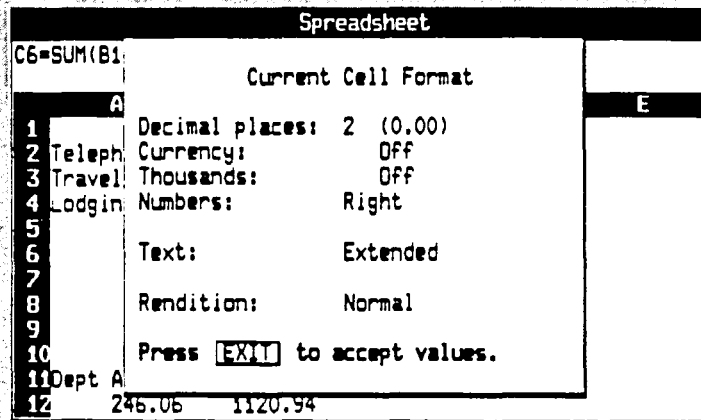 Spreadsheet
C6=SUM(B1
Current Cell Format
A E
1 Decimal places: 2 (0.00)
2 Teleph Currency: Off
3 Travel Thousands: Off
4 Lodgin Numbers: Right
5
6 Text: Extended
7
8 Rendition: Normal
9
10 Press EXIT to accept values.
11 Dept A
12 246.06 1120.94